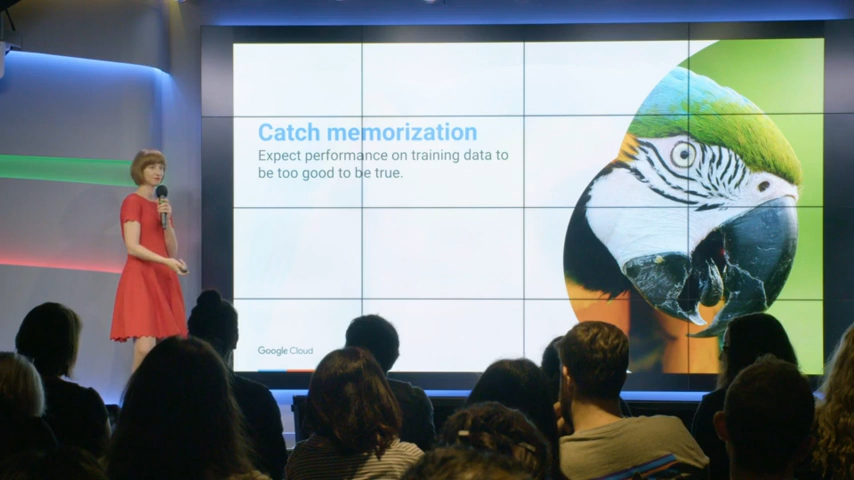 Catch memorization
Expect performance on training data to
be too good to be true.
Google Cloud